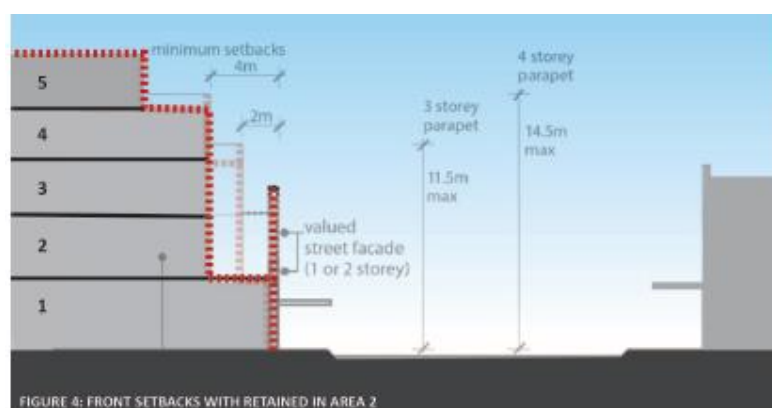 minimum setbacks
4m
2m
5
4
3
2
1
3 storey
parapet
11.5m
max
4 storey
parapet
14.5m
max
valued
street facade
(1 or 2 storey)
FIGURE 4: FRONT SETBACKS WITH RETAINED IN AREA 2